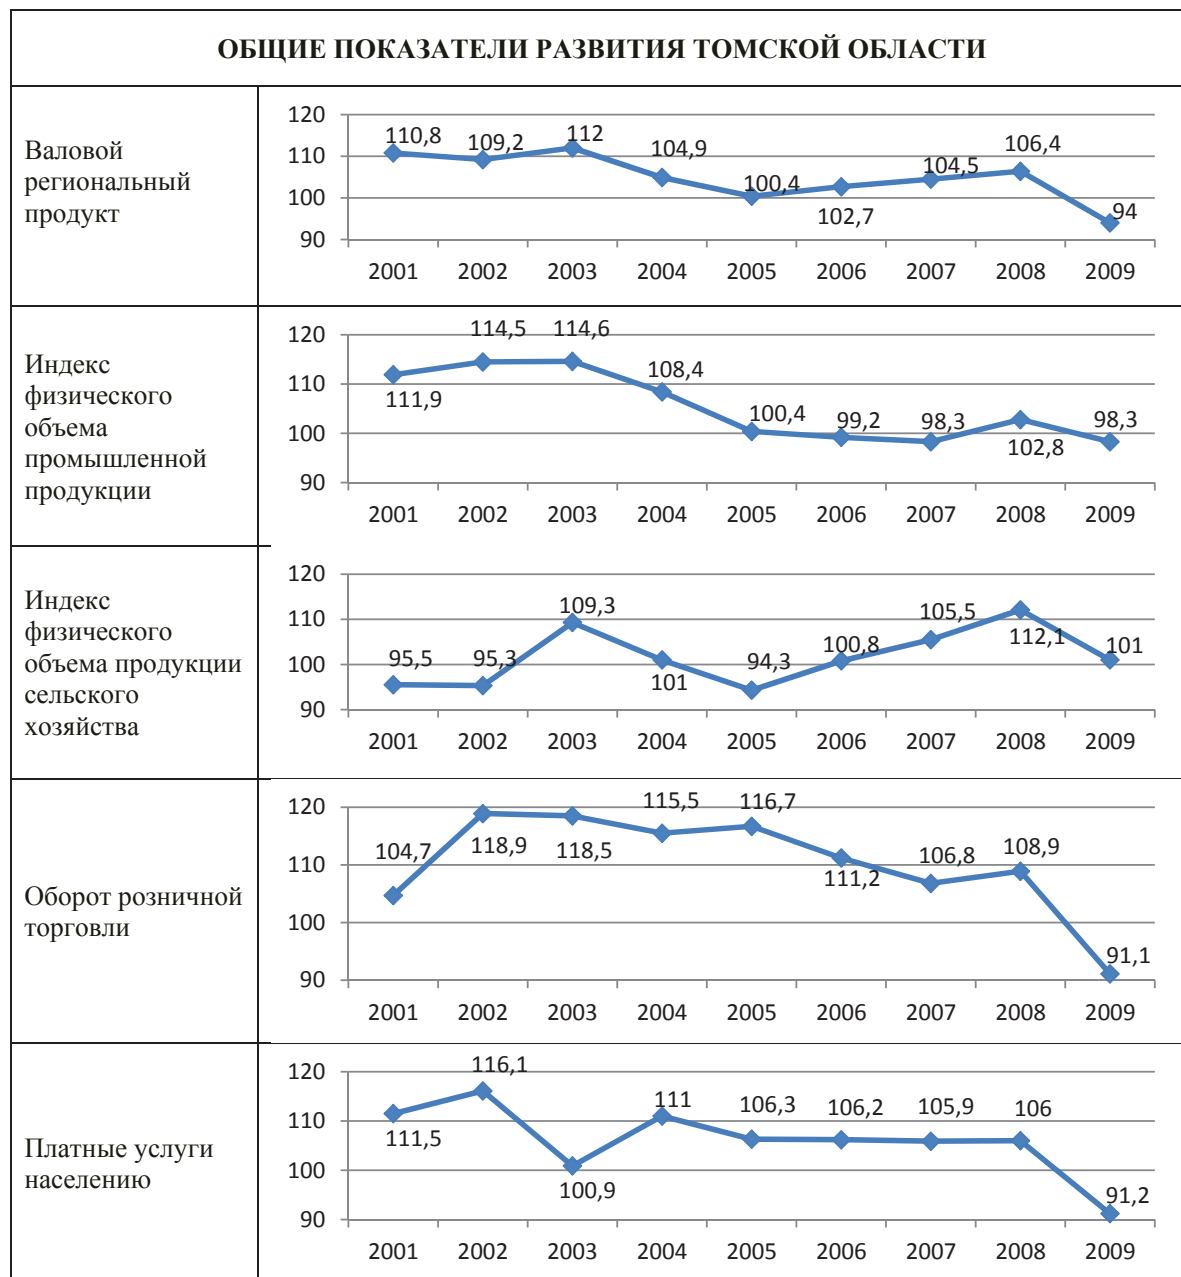 ОБЩИЕ ПОКАЗАТЕЛИ РАЗВИТИЯ ТОМСКОЙ ОБЛАСТИ
Валовой
региональный
продукт
120
110
100
90
110,8
109,2
112
104,9
100,4
102,7
104,5
106,4
94
2001 2002 2003 2004 2005 2006 2007 2008 2009
Индекс
физического
объема
промышленной
продукции
120
110
100
90
111,9
114,5
114,6
108,4
100,4
99,2
98,3
102,8
98,3
2001 2002 2003 2004 2005 2006 2007 2008 2009
Индекс
физического
объема продукции
сельского
хозяйства
120
110
100
90
95,5
95,3
109,3
101
94,3
100,8
105,5
112,1
101
2001 2002 2003 2004 2005 2006 2007 2008 2009
Оборот розничной
торговли
120
110
100
90
104,7
118,9
118,5
115,5
116,7
111,2
106,8
108,9
91,1
2001 2002 2003 2004 2005 2006 2007 2008 2009
Платные услуги
населению
120
110
100
90
111,5
116,1
100,9
111
106,3
106,2
105,9
106
91,2
2001 2002 2003 2004 2005 2006 2007 2008 2009